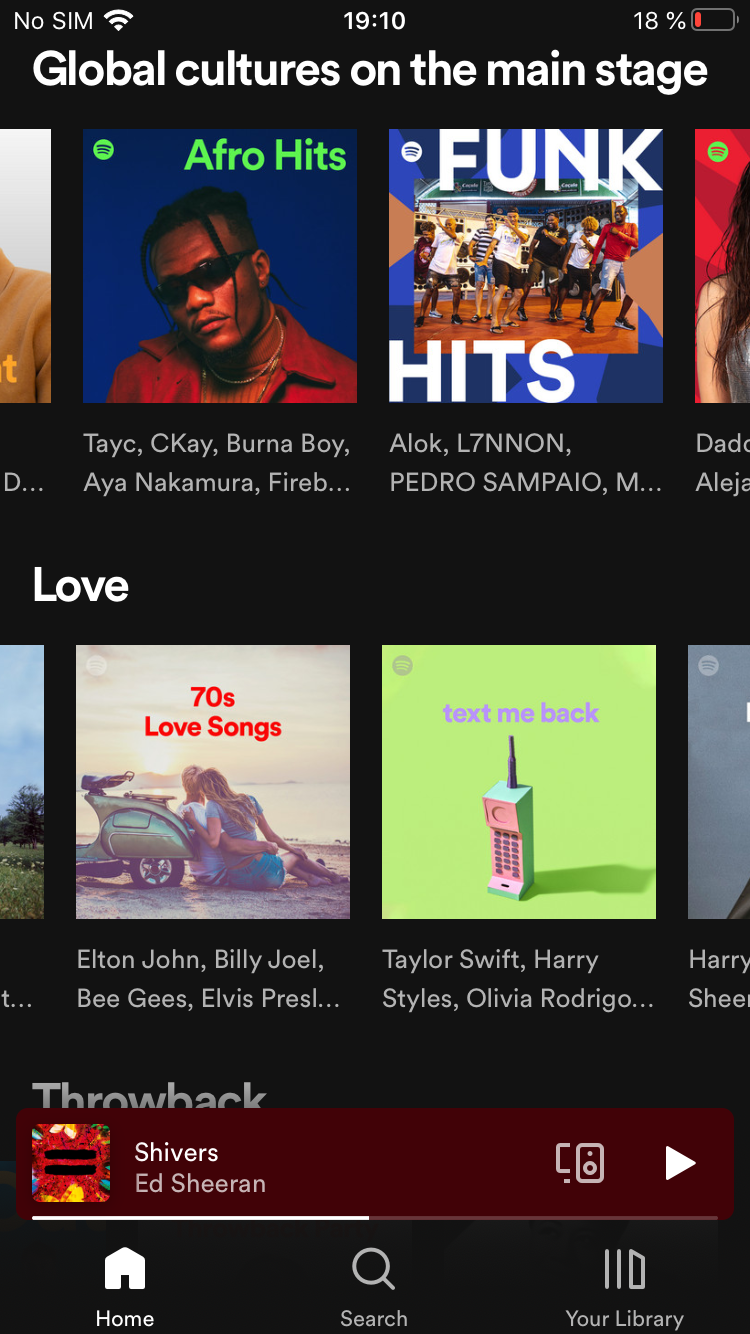 No SIM 19:10 18 %
Global cultures on the main stage
Afro Hits
FUNK
HITS
t
Tayc, CKay, Burna Boy,
Aya Nakamura, Fireb...
Alok, L7NNON,
PEDRO SAMPAIO, M...
D...
Dadd
Aleja
Love
70s
Love Songs
text me back
Elton John, Billy Joel,
Bee Gees, Elvis Presl...
Taylor Swift, Harry
Styles, Olivia Rodrigo...
t...
Harry
Sheer
Throwback
Shivers
Ed Sheeran
Home Search Your Library